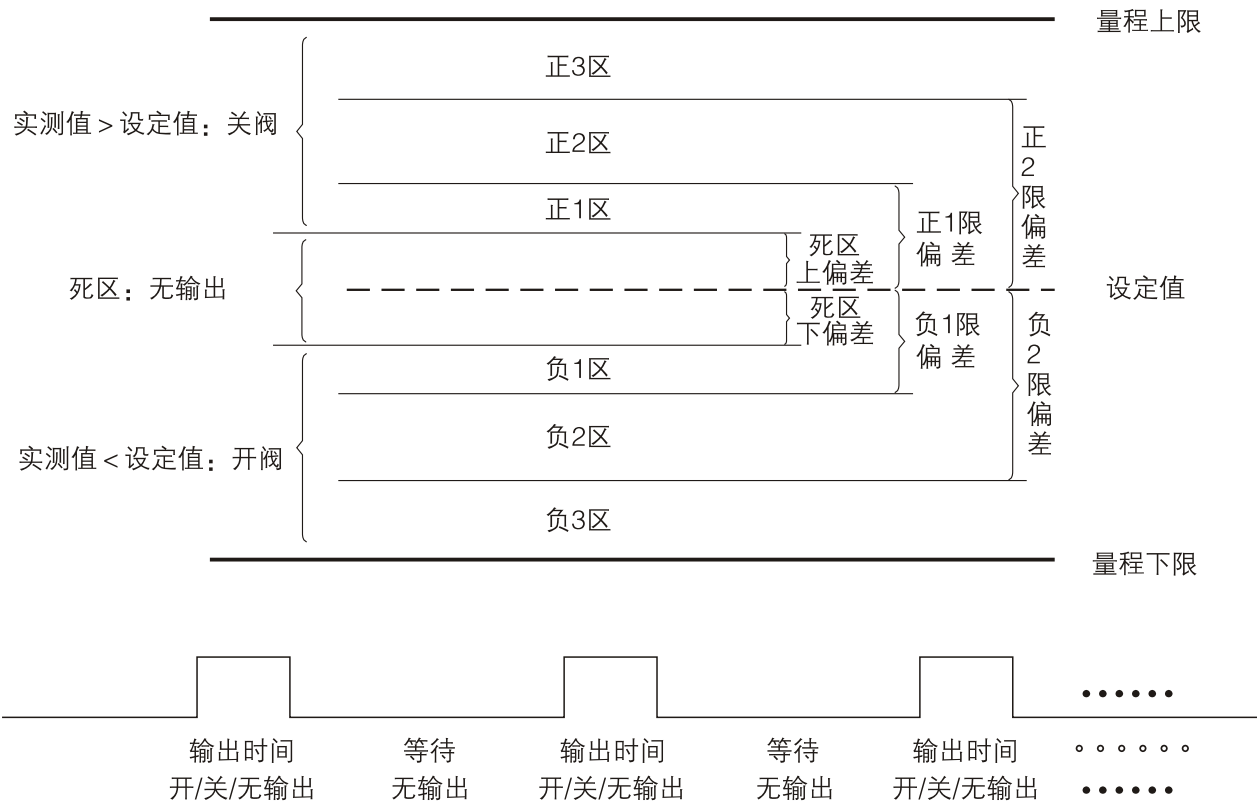 量程上限
正3区
实测值>设定值：关阀
正2区
正2限偏差
正1区
正1限
偏 差
死区
上偏差
死区：无输出
设定值
死区
下偏差
负1限
偏 差
负2限偏差
负1区
负2区
实测值<设定值：开阀
负3区
量程下限
输出时间
开/关/无输出
等待
无输出
输出时间
开/关/无输出
等待
无输出
输出时间
开/关/无输出